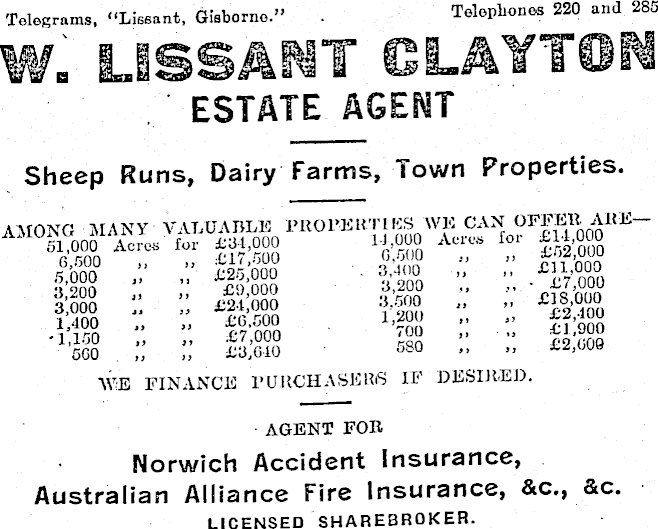 Telegrams, "Lissant, Gisborne." Telephones 220 and 285
W. LISSANT CLAYTON
ESTATE AGENT
Sheep Runs, Dairy Farms, Town Properties.
AMONG MANY VALUABLE PROPERTIES WE CAN OFFER ARE—
51,000 Acres for £34,000 14,000 Acres for £14,000
6,500 ,, ,, £17,500 6,500 ,, ,, £52,000
5,000 ,, ,, £25,000 3,400 ,, ,, £11,000
3,200 ,, ,, £9,000 3,200 ,, ,, £7,000
3,000 ,, ,, £24,000 3,500 ,, ,, £18,000
1,400 ,, ,, £6,500 1,200 ,, ,, £2,400
1,150 ,, ,, £7,000 700 ,, ,, £1,900
560 ,, ,, £3,640 580 ,, ,, £2,609
WE FINANCE PURCHASERS IF DESIRED.
AGENT FOR
Norwich Accident Insurance,
Australian Alliance Fire Insurance, &c., &c.
LICENSED SHAREBROKER.